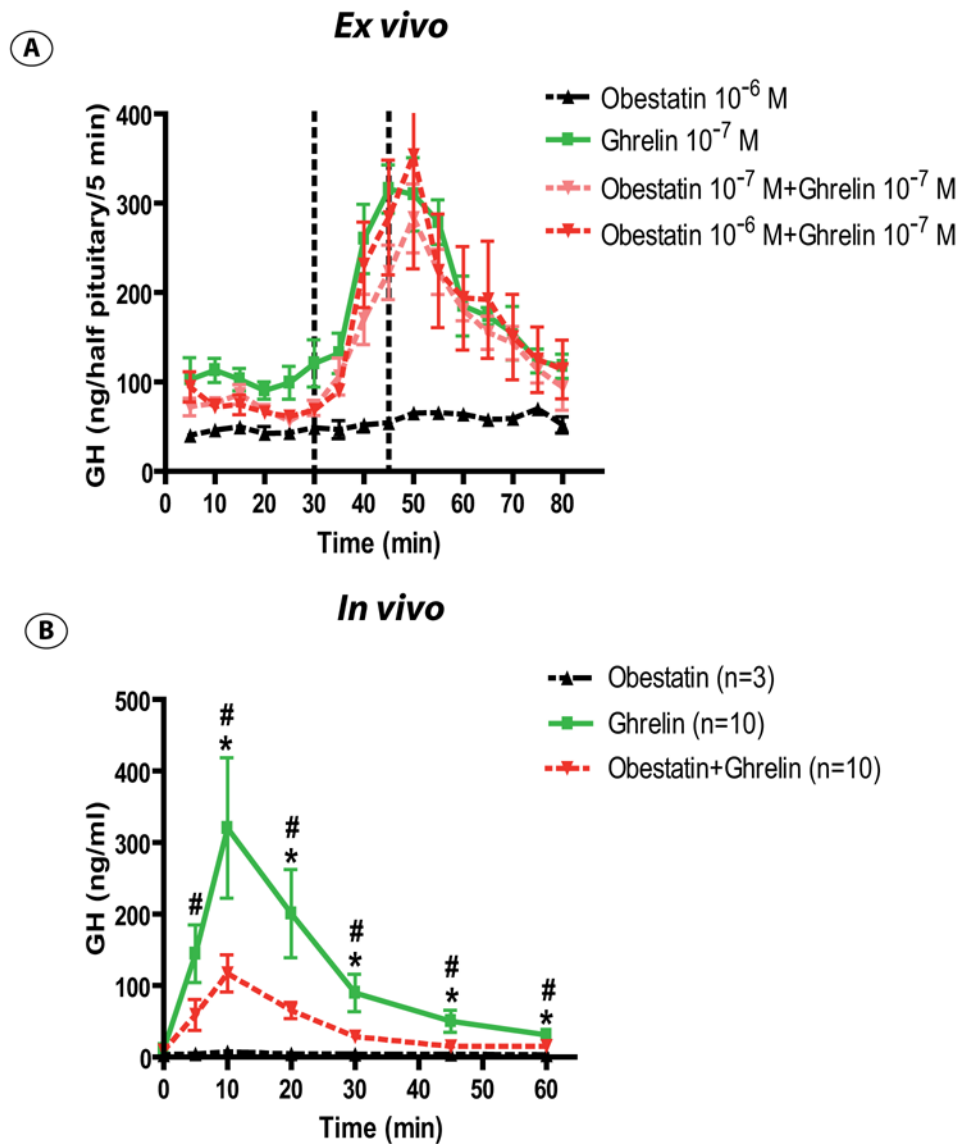 Ex vivo
A
Obestatin 10⁻⁶ M
Ghrelin 10⁻⁷ M
Obestatin 10⁻⁷ M+Ghrelin 10⁻⁷ M
Obestatin 10⁻⁶ M+Ghrelin 10⁻⁷ M
GH (ng/half pituitary/5 min)
400
300
200
100
0
0 10 20 30 40 50 60 70 80
Time (min)
In vivo
B
Obestatin (n=3)
Ghrelin (n=10)
Obestatin+Ghrelin (n=10)
GH (ng/ml)
500
400
300
200
100
0
#
#
*
#
*
#
*
#
*
#
*
0 10 20 30 40 50 60
Time (min)